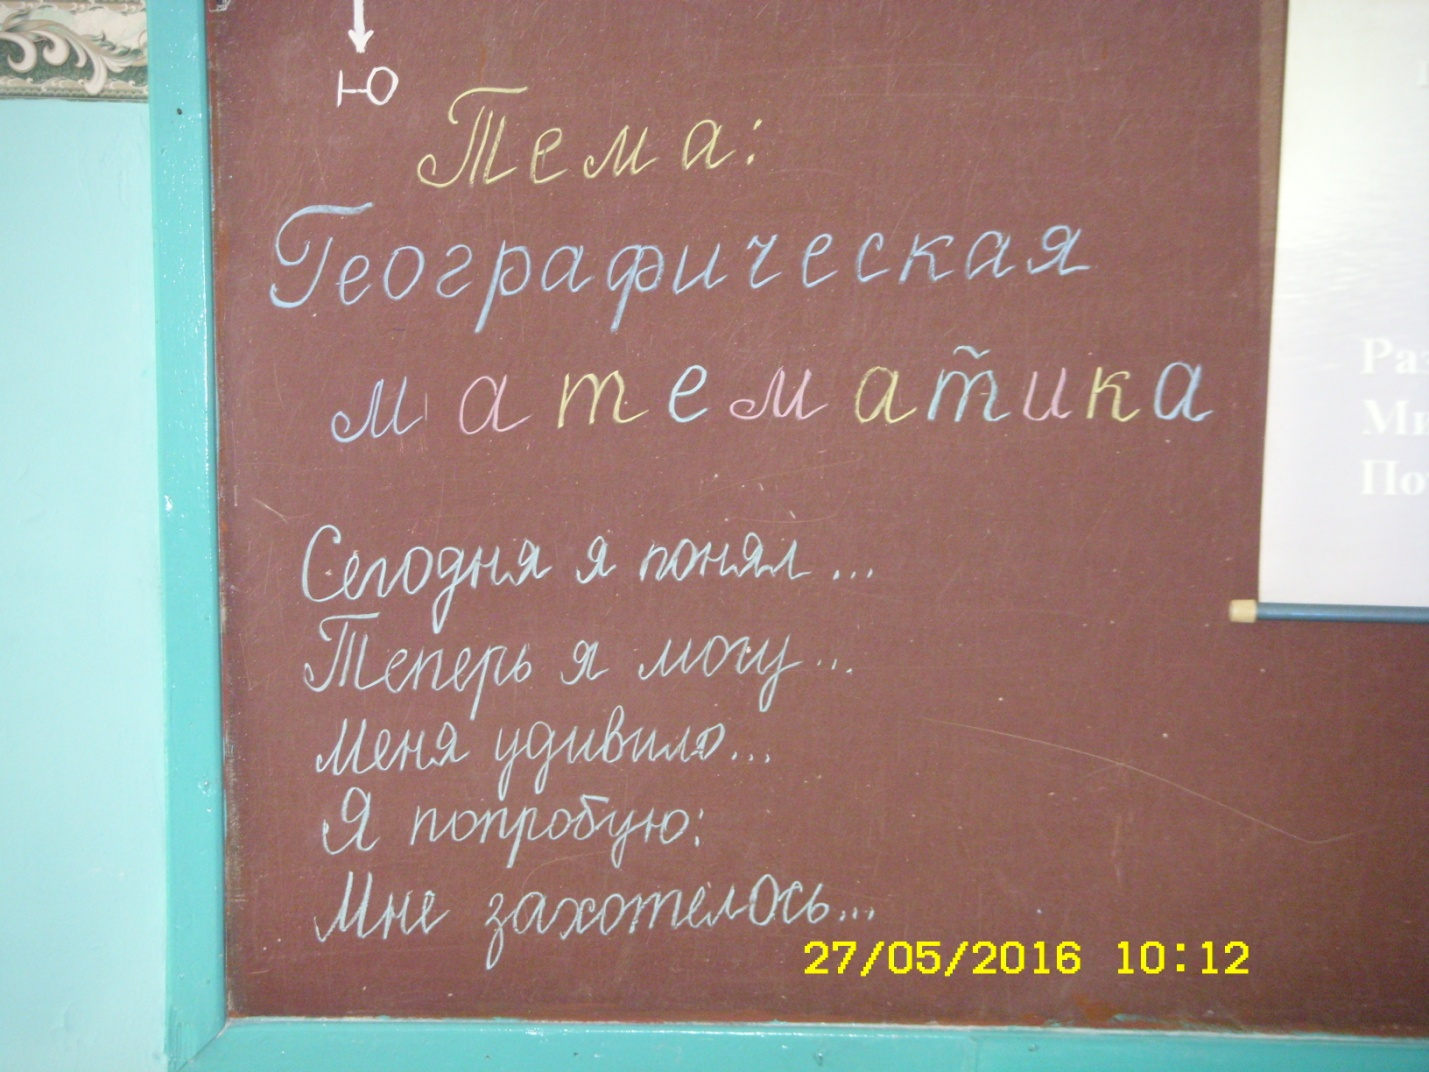 Ю
Тема:
Географическая
математика
Сегодня я понял...
Теперь я могу...
Меня удивило...
Я попробую:
Мне захотелось...
27/05/2016 10:12